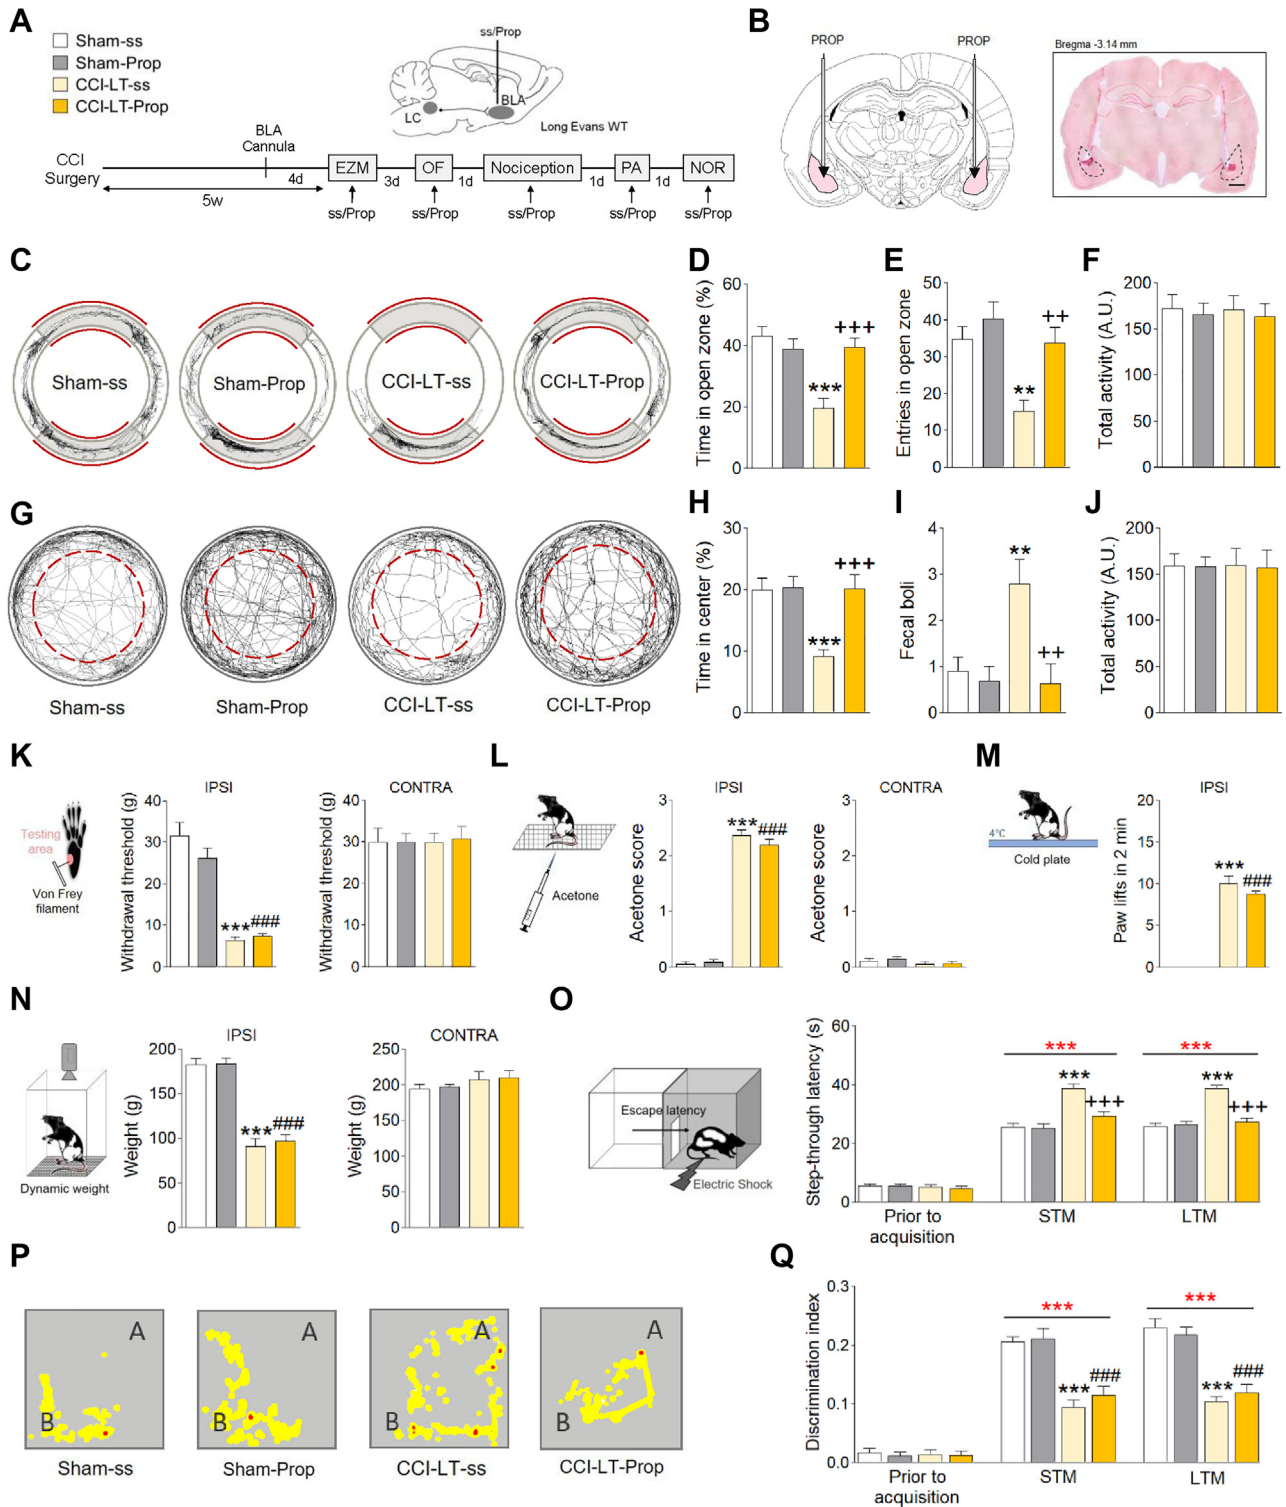 A
Sham-ss
Sham-Prop
CCI-LT-ss
CCI-LT-Prop
ss/Prop
BLA
LC
Long Evans WT
CCI
Surgery
BLA
Cannula
4d
5w
EZM
3d
OF
1d
Nociception
1d
PA
1d
NOR
ss/Prop
ss/Prop
ss/Prop
ss/Prop
ss/Prop
B
PROP
PROP
Bregma -3.14 mm
C
Sham-ss
Sham-Prop
CCI-LT-ss
CCI-LT-Prop
D
Time in open zone (%)
60
40
20
0
***
+++
E
Entries in open zone
50
40
30
20
10
0
**
++
F
Total activity (A.U.)
200
150
100
50
0
G
Sham-ss
Sham-Prop
CCI-LT-ss
CCI-LT-Prop
H
Time in center (%)
30
20
10
0
***
+++
I
Fecal boli
4
3
2
1
0
**
++
J
Total activity (A.U.)
200
150
100
50
0
K
Testing
area
Von Frey
filament
IPSI
Withdrawal threshold (g)
40
30
20
10
0
***
###
CONTRA
Withdrawal threshold (g)
40
30
20
10
0
L
Acetone
IPSI
Acetone score
3
2
1
0
***
###
CONTRA
Acetone score
3
2
1
0
M
4°C
Cold plate
IPSI
Paw lifts in 2 min
20
15
10
5
0
***
###
N
Dynamic weight
IPSI
Weight (g)
200
150
100
50
0
***
###
CONTRA
Weight (g)
250
200
150
100
50
0
O
Escape latency
Electric Shock
Step-through latency (s)
60
40
20
0
***
***
+++
***
***
+++
Prior to
acquisition
STM
LTM
P
A
B
Sham-ss
A
B
Sham-Prop
A
B
CCI-LT-ss
A
B
CCI-LT-Prop
Q
Discrimination index
0.3
0.2
0.1
0.0
***
***
###
***
***
###
Prior to
acquisition
STM
LTM